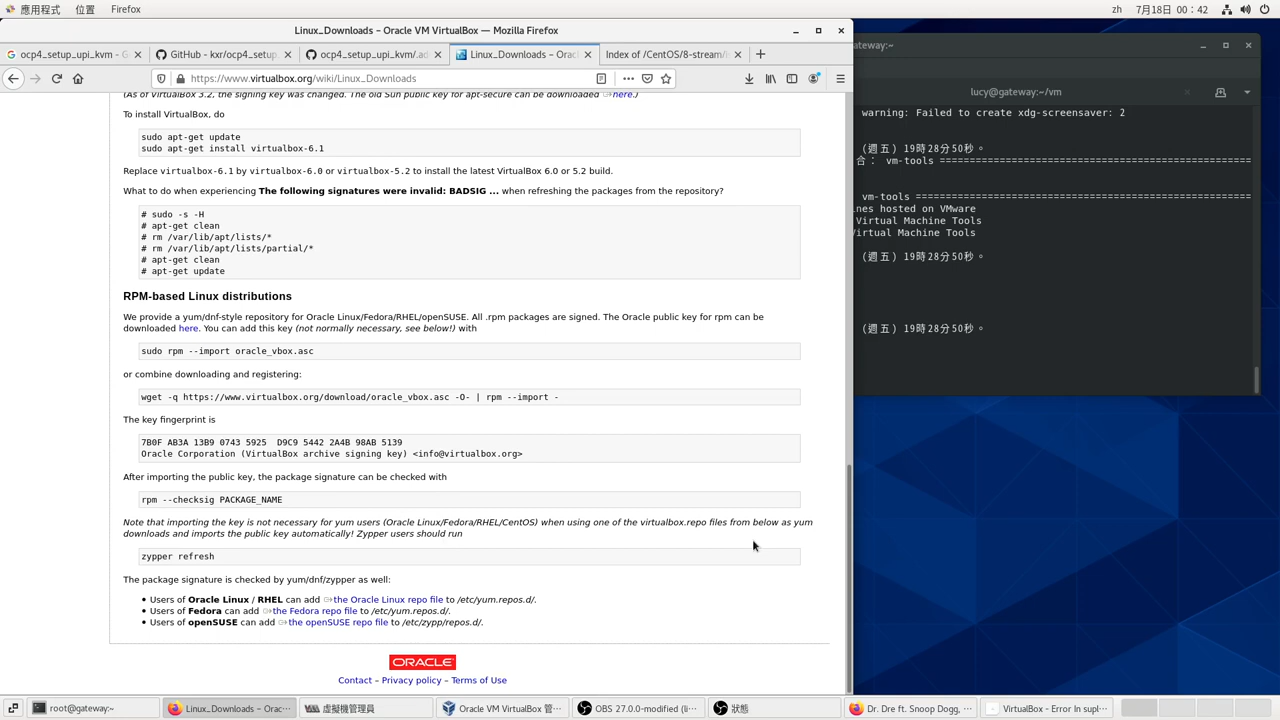 應用程式 位置 Firefox zh 7月18日 00：42
Linux_Downloads – Oracle VM VirtualBox — Mozilla Firefox
ocp4_setup_upi_kvm - G
GitHub - kxr/ocp4_setup.
ocp4_setup_upi_kvm/.ad
Linux_Downloads – Orac
Index of /CentOS/8-stream/i
https://www.virtualbox.org/wiki/Linux_Downloads
(As of VirtualBox 3.2, the signing key was changed. The old Sun public key for apt-secure can be downloaded here.)
To install VirtualBox, do
sudo apt-get update
sudo apt-get install virtualbox-6.1
Replace virtualbox-6.1 by virtualbox-6.0 or virtualbox-5.2 to install the latest VirtualBox 6.0 or 5.2 build.
What to do when experiencing The following signatures were invalid: BADSIG ... when refreshing the packages from the repository?
# sudo -s -H
# apt-get clean
# rm /var/lib/apt/lists/*
# rm /var/lib/apt/lists/partial/*
# apt-get clean
# apt-get update
RPM-based Linux distributions
We provide a yum/dnf-style repository for Oracle Linux/Fedora/RHEL/openSUSE. All .rpm packages are signed. The Oracle public key for rpm can be
downloaded here. You can add this key (not normally necessary, see below!) with
sudo rpm --import oracle_vbox.asc
or combine downloading and registering:
wget -q https://www.virtualbox.org/download/oracle_vbox.asc -O- | rpm --import -
The key fingerprint is
7B0F AB3A 13B9 0743 5925  D9C9 5442 2A4B 98AB 5139
Oracle Corporation (VirtualBox archive signing key) <info@virtualbox.org>
After importing the public key, the package signature can be checked with
rpm --checksig PACKAGE_NAME
Note that importing the key is not necessary for yum users (Oracle Linux/Fedora/RHEL/CentOS) when using one of the virtualbox.repo files from below as yum
downloads and imports the public key automatically! Zypper users should run
zypper refresh
The package signature is checked by yum/dnf/zypper as well:
• Users of Oracle Linux / RHEL can add the Oracle Linux repo file to /etc/yum.repos.d/.
• Users of Fedora can add the Fedora repo file to /etc/yum.repos.d/.
• Users of openSUSE can add the openSUSE repo file to /etc/zypp/repos.d/.
ORACLE
Contact – Privacy policy – Terms of Use
ateway:~
lucy@gateway:~/vm
warning: Failed to create xdg-screensaver: 2
(週五) 19時28分50秒。
合： vm-tools ====================================================
vm-tools ========================================================
ines hosted on VMware
Virtual Machine Tools
Virtual Machine Tools
(週五) 19時28分50秒。
(週五) 19時28分50秒。
root@gateway:~
Linux_Downloads – Orac...
虛擬機管理員
Oracle VM VirtualBox 管...
OBS 27.0.0-modified (li...
狀態
Dr. Dre ft. Snoop Dogg, ...
VirtualBox - Error In supl...